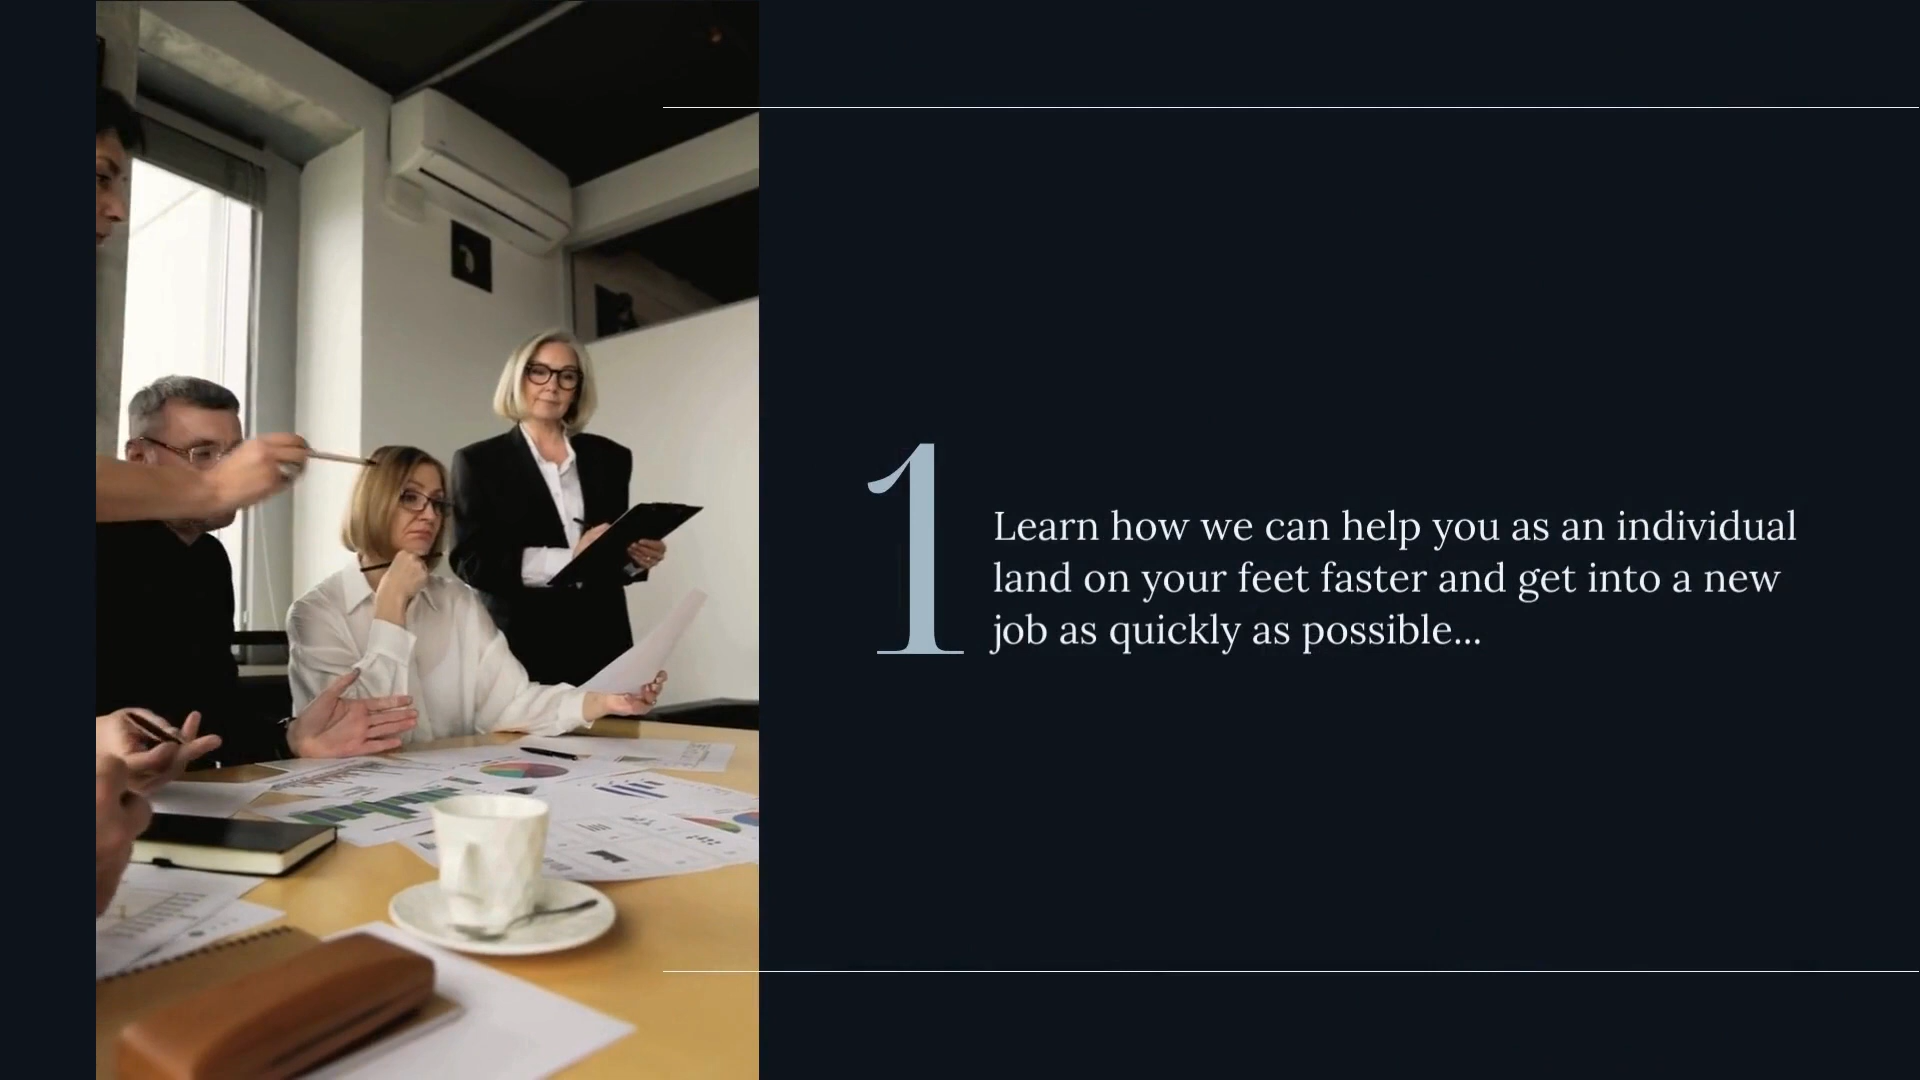 1
Learn how we can help you as an individual
land on your feet faster and get into a new
job as quickly as possible...